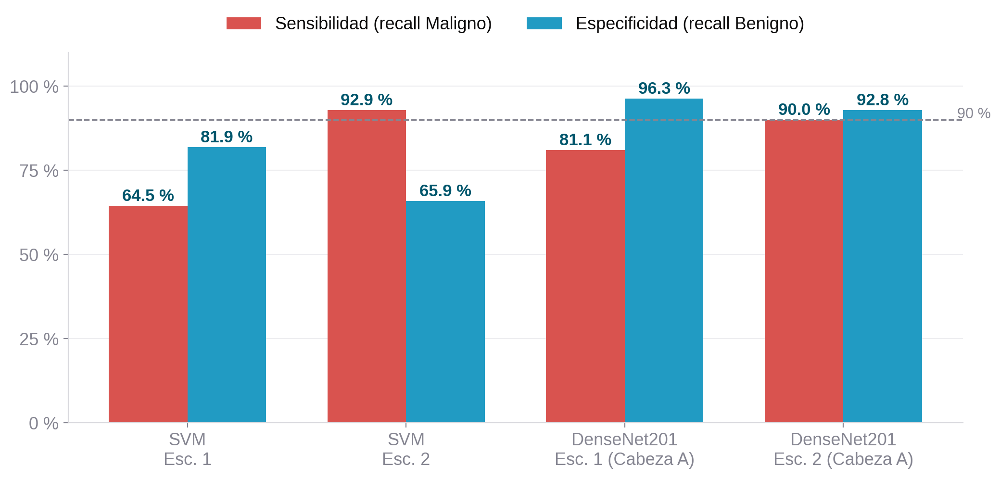 Sensibilidad (recall Maligno) Especificidad (recall Benigno)
100 %
75 %
50 %
25 %
0 %
64.5 %
81.9 %
92.9 %
65.9 %
81.1 %
96.3 %
90.0 %
92.8 %
90 %
SVM
Esc. 1
SVM
Esc. 2
DenseNet201
Esc. 1 (Cabeza A)
DenseNet201
Esc. 2 (Cabeza A)